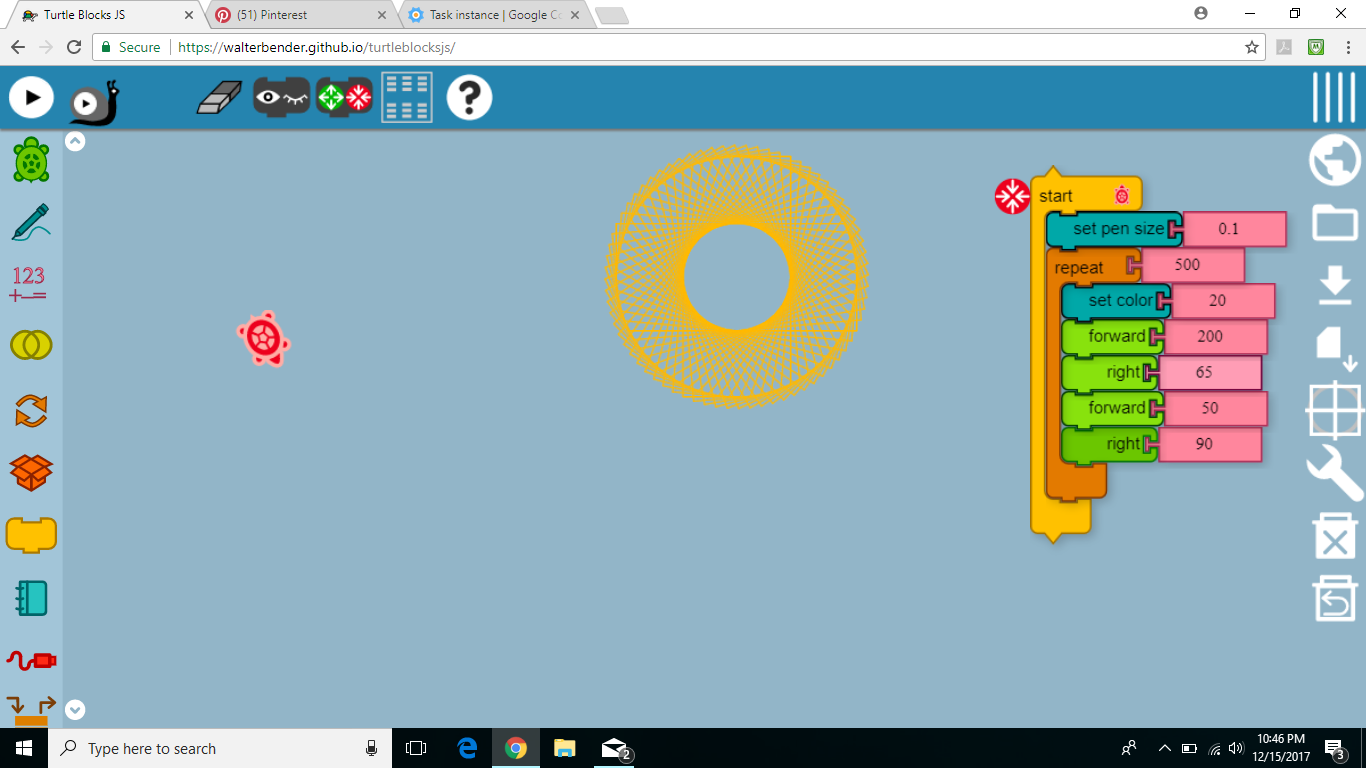 Turtle Blocks JS
(51) Pinterest
Task instance | Google Co
Secure
https://walterbender.github.io/turtleblocksjs/
?
123
+-=
start
set pen size 0.1
repeat 500
set color 20
forward 200
right 65
forward 50
right 90
Type here to search
2
10:46 PM
12/15/2017
3